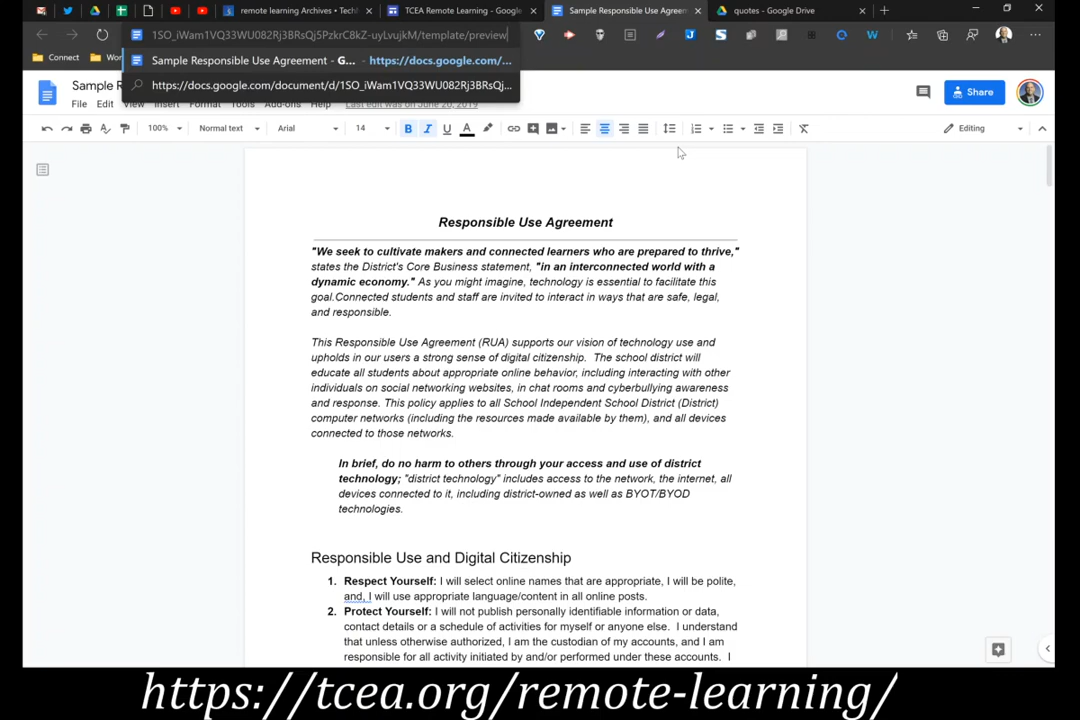 remote learning Archives • Tech
TCEA Remote Learning - Google
Sample Responsible Use Agreem
quotes - Google Drive
1SO_iWam1VQ33WU082Rj3BRsQj5PzkrC8kZ-uyLvujkM/template/preview
Connect
Wor
Sample Responsible Use Agreement - G... - https://docs.google.com/...
https://docs.google.com/document/d/1SO_iWam1VQ33WU082Rj3BRsQj...
Sample R
File Edit View Insert Format Tools Add-ons Help Last edit was on June 20, 2019
Share
100% Normal text Arial 14 B I U A Editing
Responsible Use Agreement
"We seek to cultivate makers and connected learners who are prepared to thrive,"
states the District's Core Business statement, "in an interconnected world with a
dynamic economy." As you might imagine, technology is essential to facilitate this
goal.Connected students and staff are invited to interact in ways that are safe, legal,
and responsible.
This Responsible Use Agreement (RUA) supports our vision of technology use and
upholds in our users a strong sense of digital citizenship. The school district will
educate all students about appropriate online behavior, including interacting with other
individuals on social networking websites, in chat rooms and cyberbullying awareness
and response. This policy applies to all School Independent School District (District)
computer networks (including the resources made available by them), and all devices
connected to those networks.
In brief, do no harm to others through your access and use of district
technology; "district technology" includes access to the network, the internet, all
devices connected to it, including district-owned as well as BYOT/BYOD
technologies.
Responsible Use and Digital Citizenship
1. Respect Yourself: I will select online names that are appropriate, I will be polite,
and, I will use appropriate language/content in all online posts.
2. Protect Yourself: I will not publish personally identifiable information or data,
contact details or a schedule of activities for myself or anyone else. I understand
that unless otherwise authorized, I am the custodian of my accounts, and I am
responsible for all activity initiated by and/or performed under these accounts. I
https://tcea.org/remote-learning/